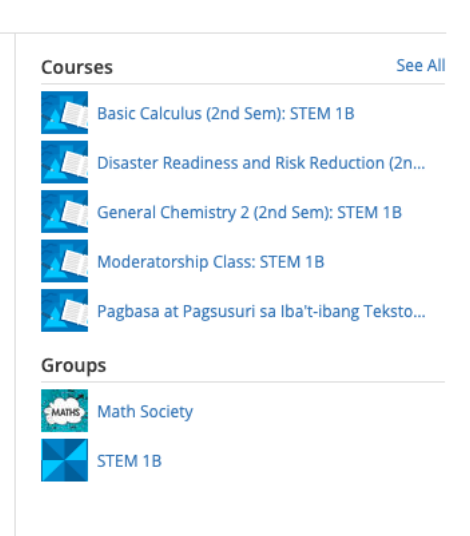 Courses
See All
Basic Calculus (2nd Sem): STEM 1B
Disaster Readiness and Risk Reduction (2n...
General Chemistry 2 (2nd Sem): STEM 1B
Moderatorship Class: STEM 1B
Pagbasa at Pagsusuri sa Iba't-ibang Teksto...
Groups
MATHS
Math Society
STEM 1B